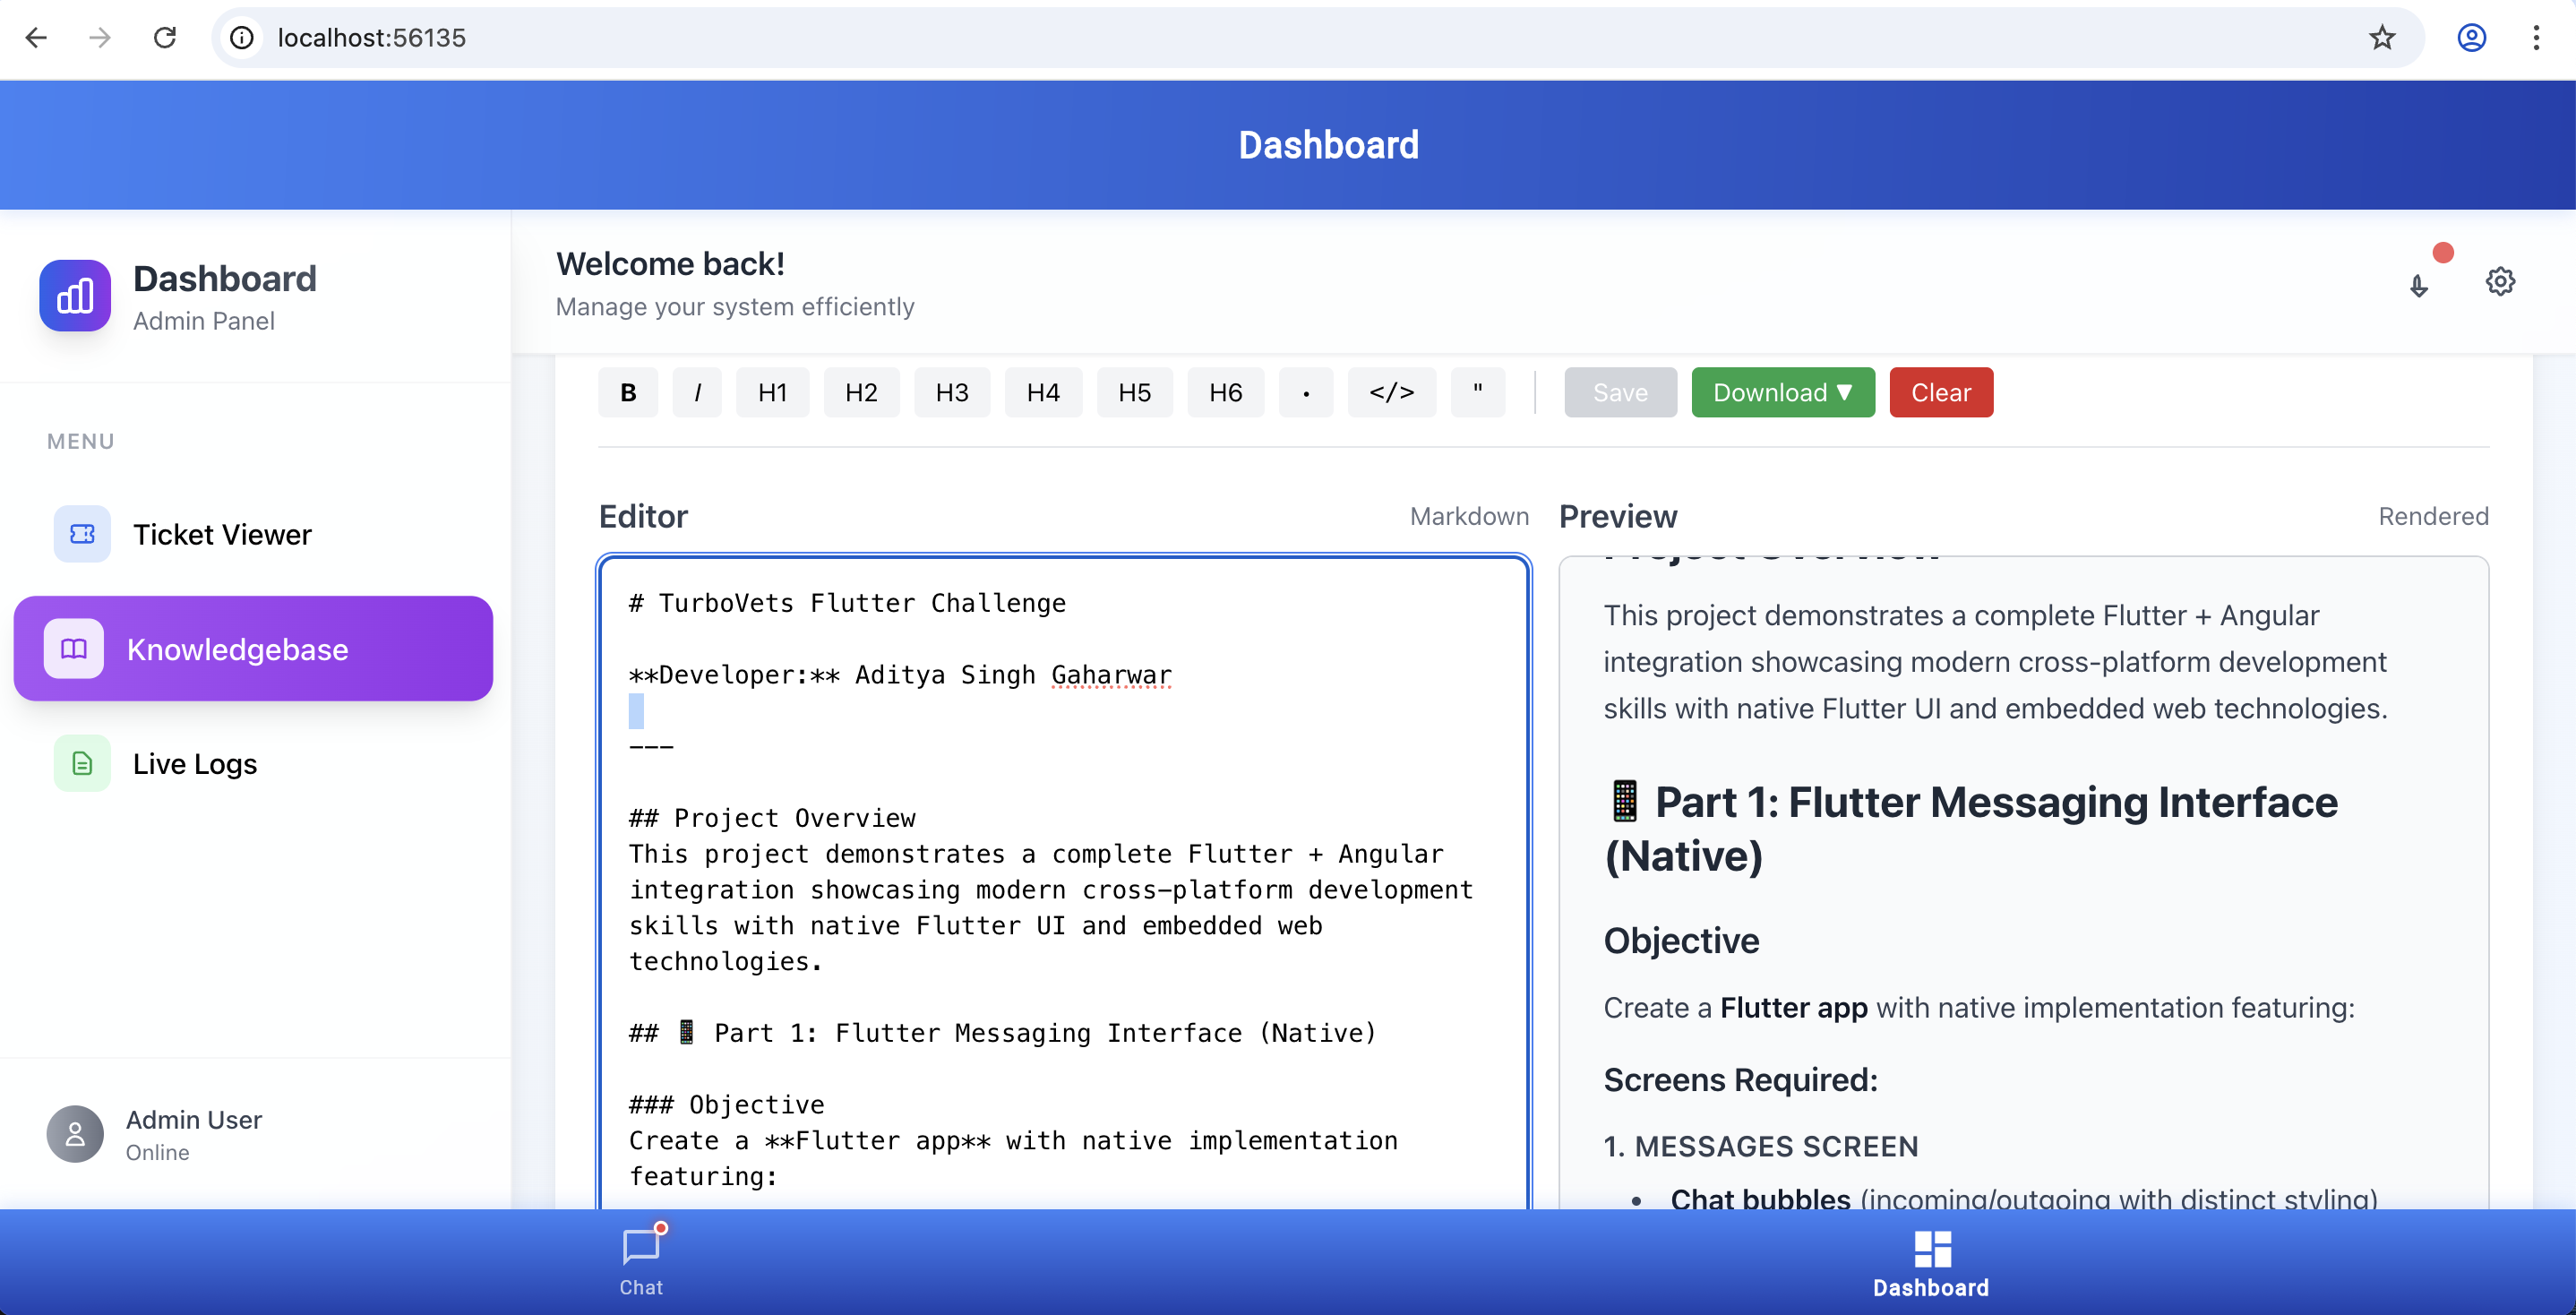 localhost:56135
Dashboard
Dashboard
Admin Panel
MENU
Ticket Viewer
Knowledgebase
Live Logs
Admin User
Online
Welcome back!
Manage your system efficiently
B I H1 H2 H3 H4 H5 H6 • </> " Save Download ▼ Clear
Editor Markdown
# TurboVets Flutter Challenge
**Developer:** Aditya Singh Gaharwar
---
## Project Overview
This project demonstrates a complete Flutter + Angular
integration showcasing modern cross-platform development
skills with native Flutter UI and embedded web
technologies.
## 📱 Part 1: Flutter Messaging Interface (Native)
### Objective
Create a **Flutter app** with native implementation
featuring:
Preview Rendered
Project Overview
This project demonstrates a complete Flutter + Angular
integration showcasing modern cross-platform development
skills with native Flutter UI and embedded web technologies.
📱 Part 1: Flutter Messaging Interface
(Native)
Objective
Create a Flutter app with native implementation featuring:
Screens Required:
1. MESSAGES SCREEN
• Chat bubbles (incoming/outgoing with distinct styling)
Chat
Dashboard